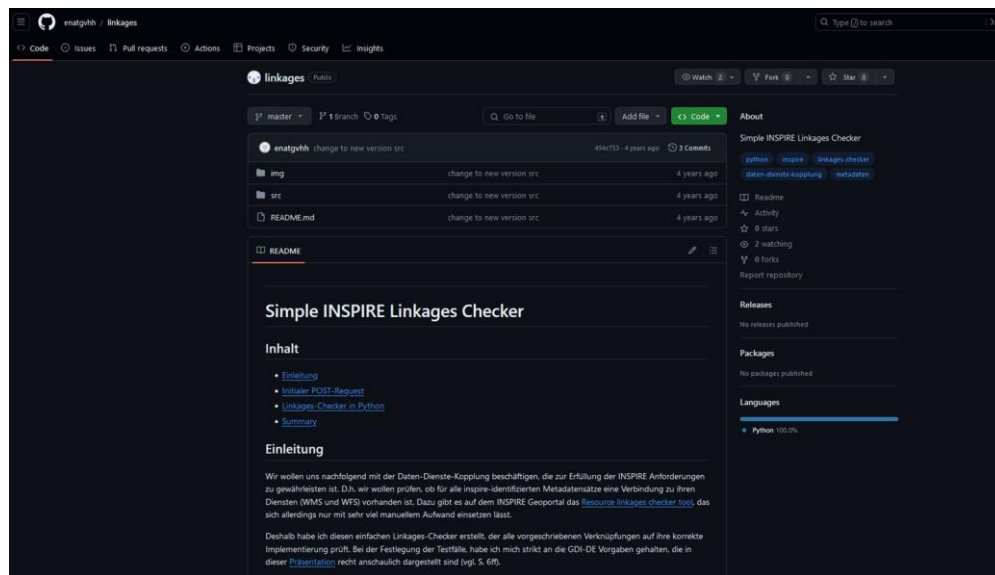 enatgvhh / linkages
Type / to search
Code Issues Pull requests Actions Projects Security Insights
linkages Public
Watch 2 Fork 0 Star 0
master 1 Branch 0 Tags
Go to file t Add file Code
enatgvhh change to new version src
454c753 · 4 years ago 3 Commits
img change to new version src 4 years ago
src change to new version src 4 years ago
README.md change to new version src 4 years ago
README
Simple INSPIRE Linkages Checker
Inhalt
• Einleitung
• Initialer POST-Request
• Linkages-Checker in Python
• Summary
Einleitung
Wir wollen uns nachfolgend mit der Daten-Dienste-Kopplung beschäftigen, die zur Erfüllung der INSPIRE Anforderungen
zu gewährleisten ist. D.h. wir wollen prüfen, ob für alle inspire-identifizierten Metadatensätze eine Verbindung zu ihren
Diensten (WMS und WFS) vorhanden ist. Dazu gibt es auf dem INSPIRE Geoportal das Resource linkages checker tool, das
sich allerdings nur mit sehr viel manuellem Aufwand einsetzen lässt.
Deshalb habe ich diesen einfachen Linkages-Checker erstellt, der alle vorgeschriebenen Verknüpfungen auf ihre korrekte
Implementierung prüft. Bei der Festlegung der Testfälle, habe ich mich strikt an die GDI-DE Vorgaben gehalten, die in
dieser Präsentation recht anschaulich dargestellt sind (vgl. S. 6ff).
About
Simple INSPIRE Linkages Checker
python inspire linkages-checker
daten-dienste-kopplung metadaten
Readme
Activity
0 stars
2 watching
0 forks
Report repository
Releases
No releases published
Packages
No packages published
Languages
Python 100.0%